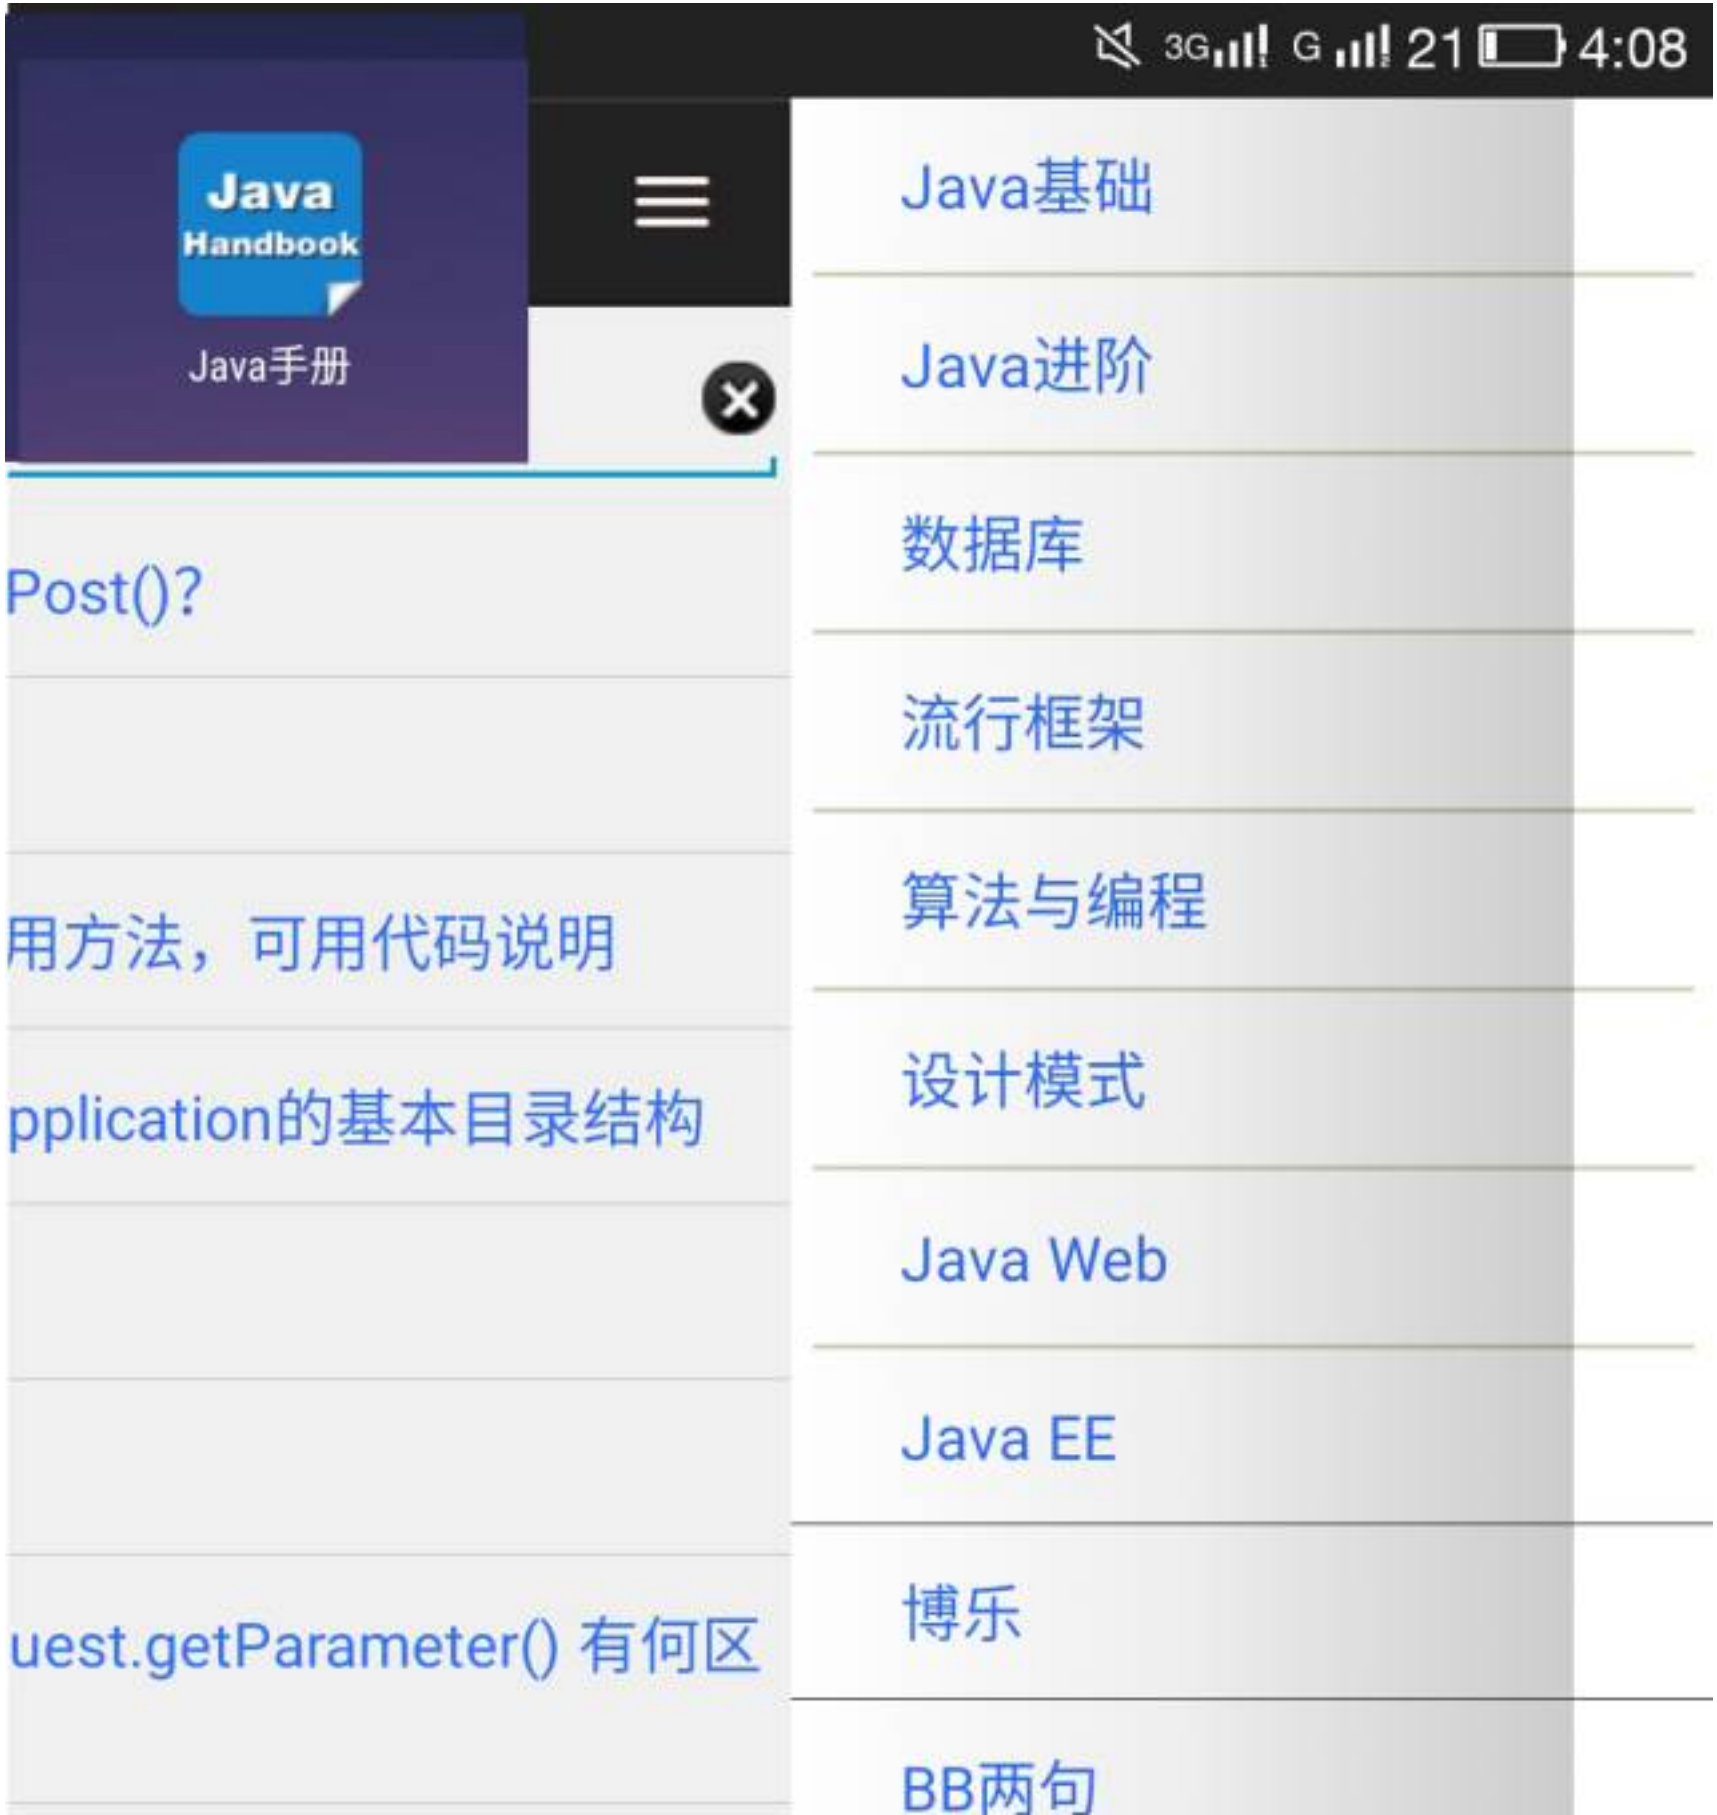 3G G 21 4:08
Java
Handbook
Java手册
Post()?
用方法，可用代码说明
pplication的基本目录结构
uest.getParameter() 有何区
Java基础
Java进阶
数据库
流行框架
算法与编程
设计模式
Java Web
Java EE
博乐
BB两句